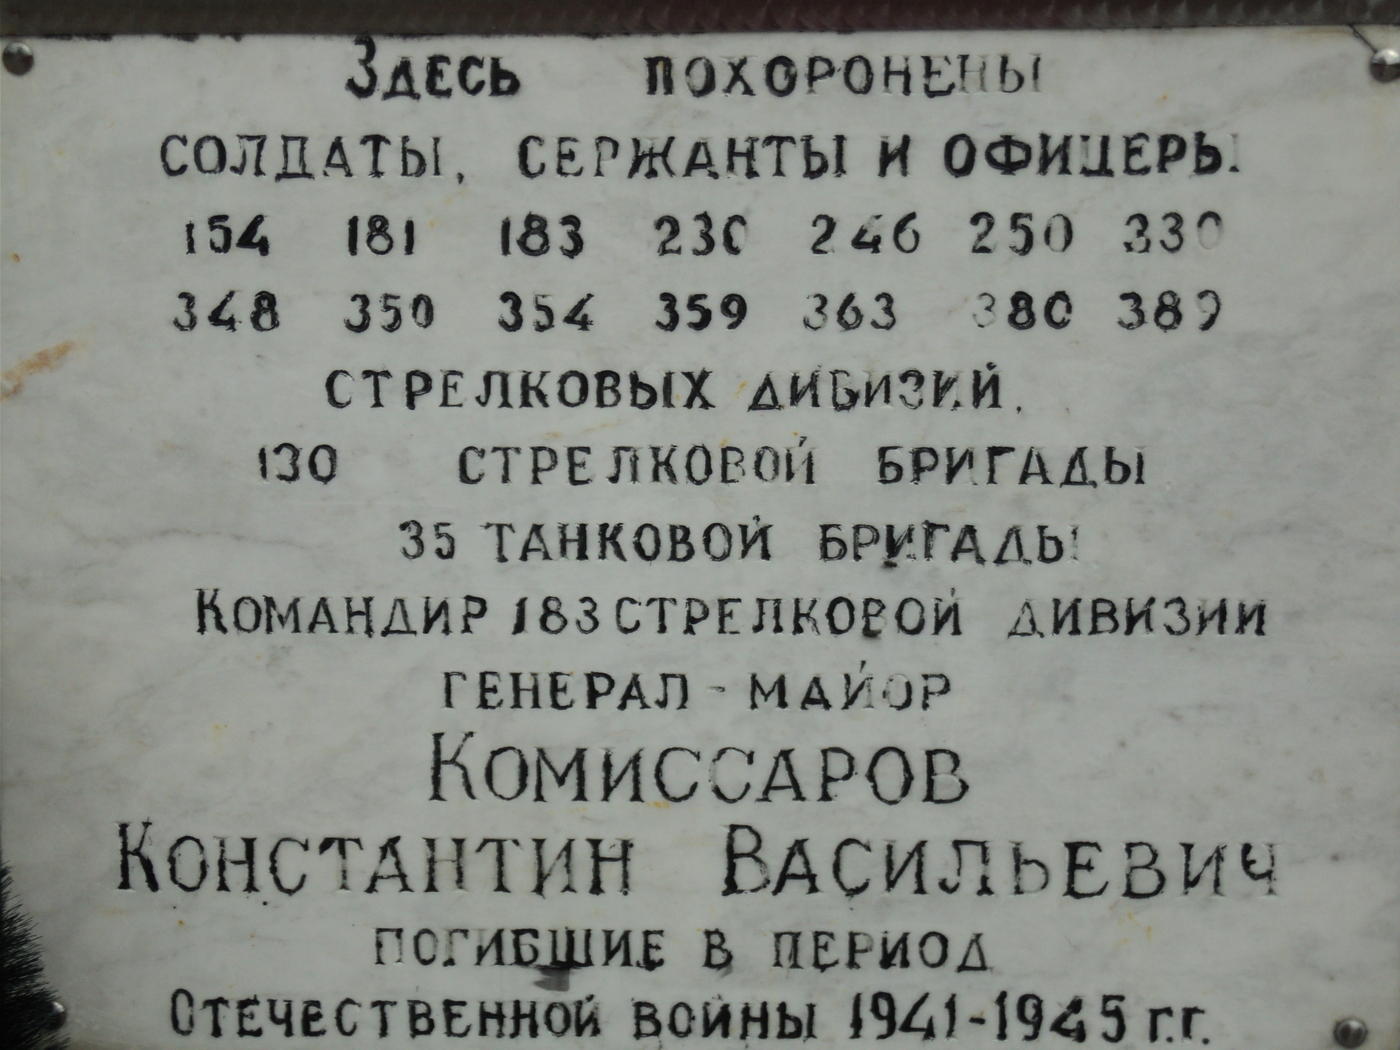 Здесь похоронены
солдаты, сержанты и офицеры
154 181 183 230 246 250 330
348 350 354 359 363 380 389
стрелковых дивизий,
130 стрелковой бригады
35 танковой бригады
Командир 183 стрелковой дивизии
генерал - майор
Комиссаров
Константин Васильевич
погибшие в период
Отечественной войны 1941-1945 г.г.